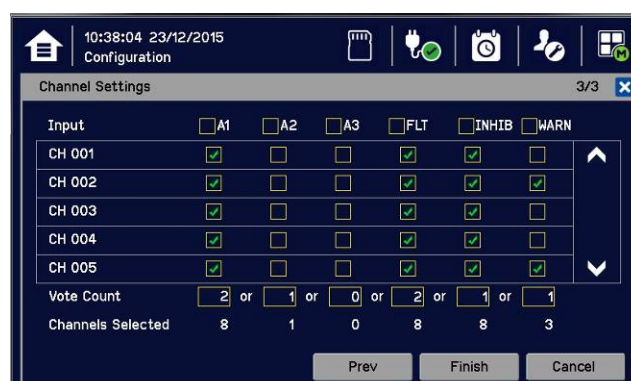 10:38:04 23/12/2015
Configuration
M
Channel Settings 3/3
Input A1 A2 A3 FLT INHIB WARN
CH 001
CH 002
CH 003
CH 004
CH 005
Vote Count 2 or 1 or 0 or 2 or 1 or 1
Channels Selected 8 1 0 8 8 3
Prev Finish Cancel